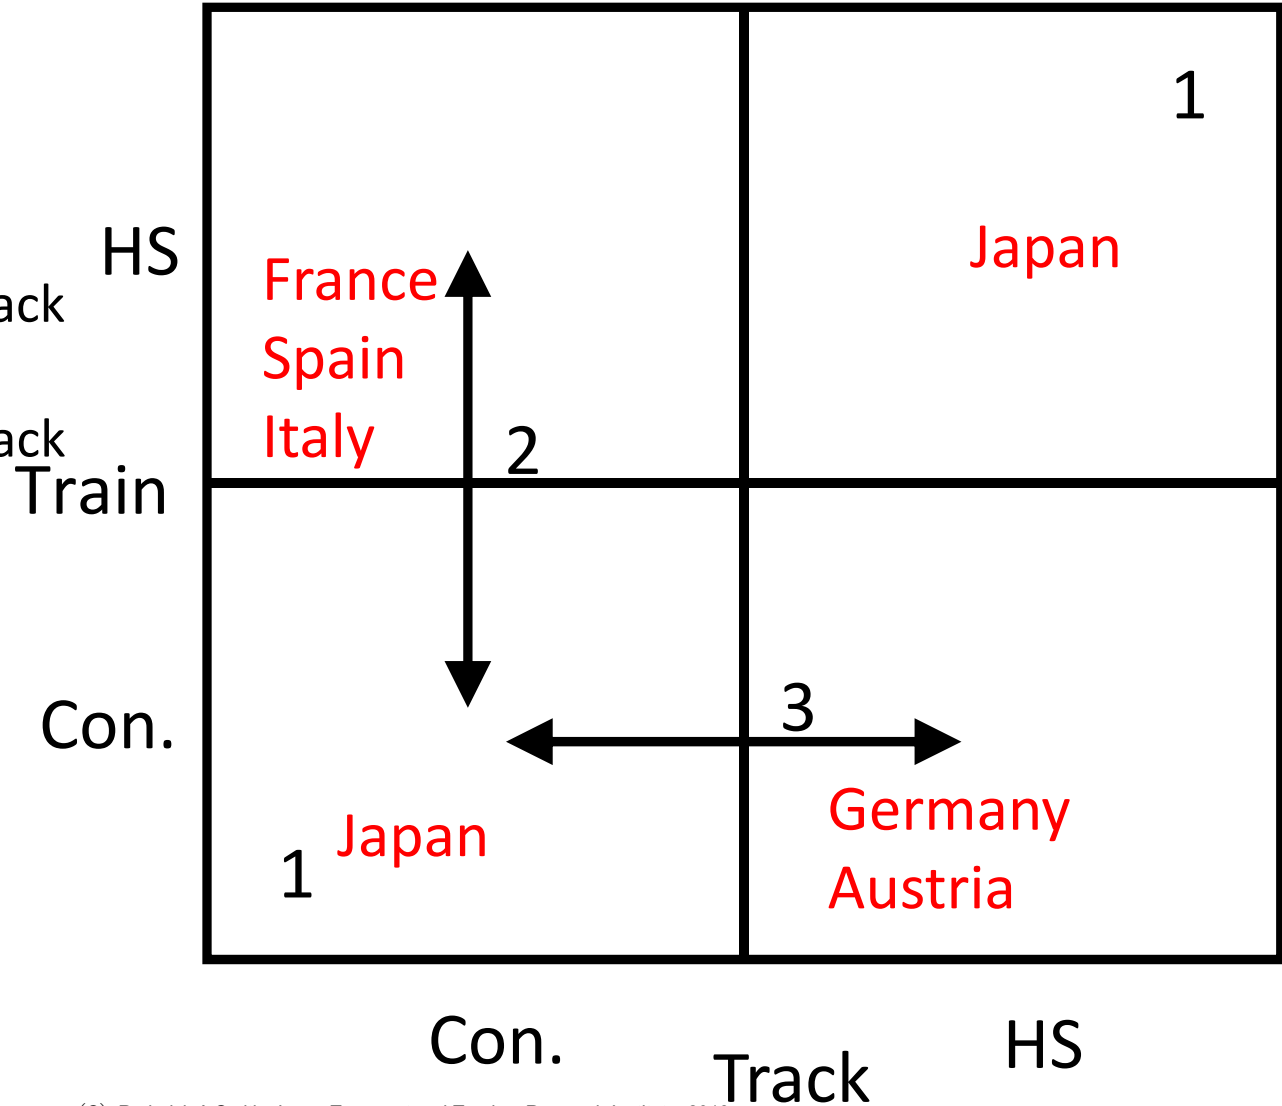 1
HS
Japan
France
ack
Spain
Italy
2
ack
Train
Con.
3
Germany
Japan
1
Austria
Con.
HS
Track